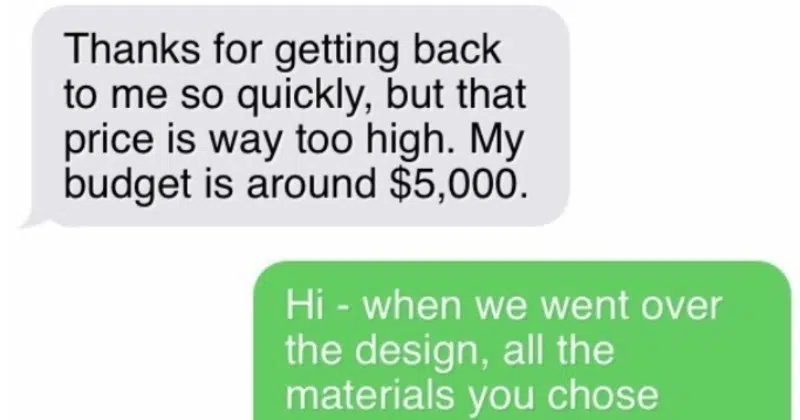 Thanks for getting back
to me so quickly, but that
price is way too high. My
budget is around $5,000.
Hi - when we went over
the design, all the
materials you chose